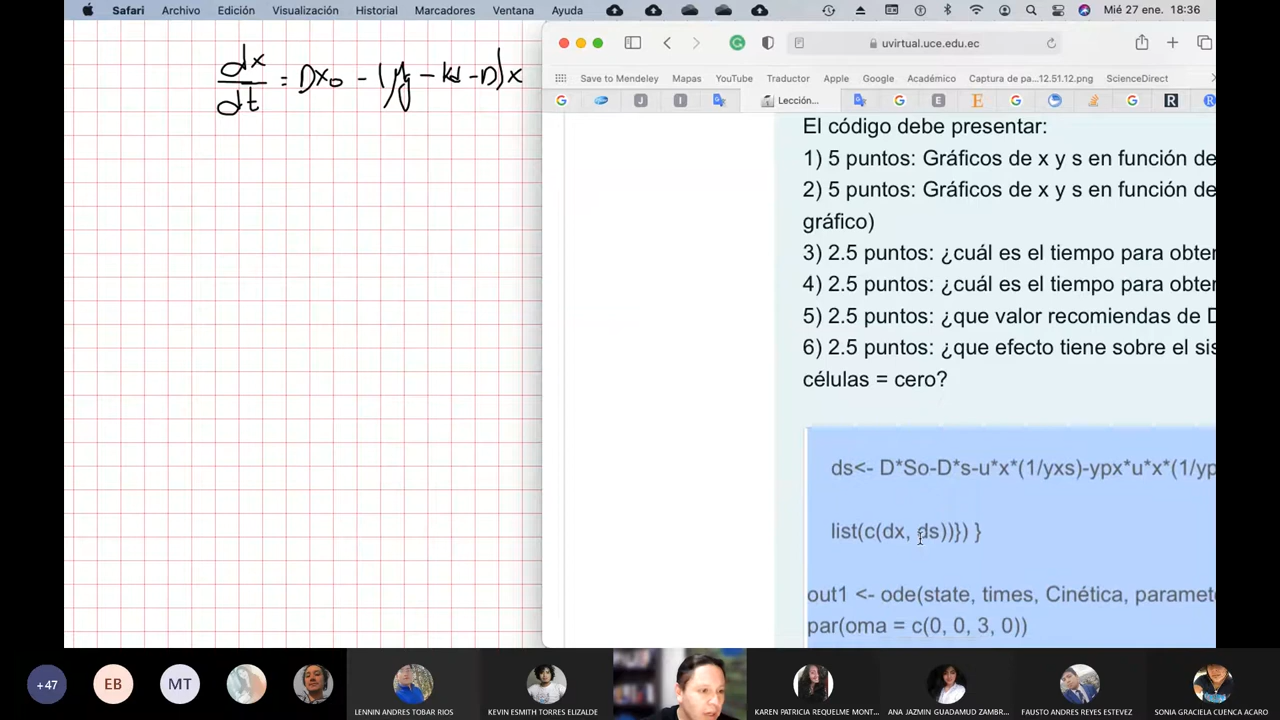 Safari Archivo Edición Visualización Historial Marcadores Ventana Ayuda Mié 27 ene. 18:36
dx/dt = Dx0 - (μg - kd - D) x
uvirtual.uce.edu.ec
Save to Mendeley Mapas YouTube Traductor Apple Google Académico Captura de pa...12.51.12.png ScienceDirect
Lección...
El código debe presentar:
1) 5 puntos: Gráficos de x y s en función de
2) 5 puntos: Gráficos de x y s en función de
gráfico)
3) 2.5 puntos: ¿cuál es el tiempo para obter
4) 2.5 puntos: ¿cuál es el tiempo para obter
5) 2.5 puntos: ¿que valor recomiendas de D
6) 2.5 puntos: ¿que efecto tiene sobre el sis
células = cero?
ds<- D*So-D*s-u*x*(1/yxs)-ypx*u*x*(1/yp
list(c(dx, ds))}) }
out1 <- ode(state, times, Cinética, paramete
par(oma = c(0, 0, 3, 0))
+47 EB MT
LENNIN ANDRES TOBAR RIOS
KEVIN ESMITH TORRES ELIZALDE
KAREN PATRICIA REQUELME MONT...
ANA JAZMIN GUADAMUD ZAMBR...
FAUSTO ANDRES REYES ESTEVEZ
SONIA GRACIELA CUENCA ACARO